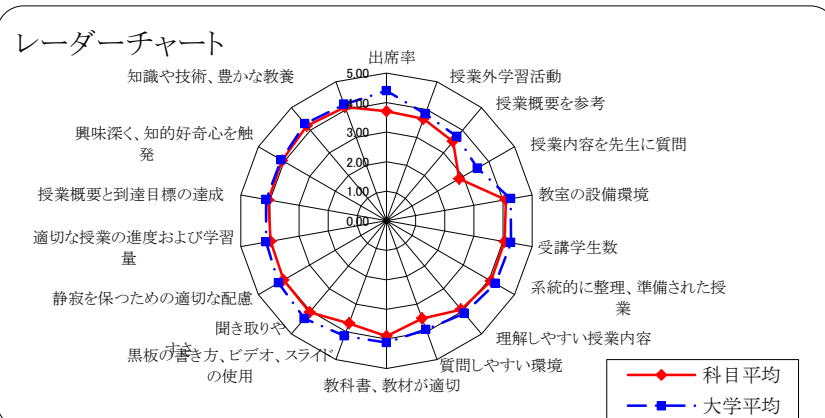 レーダーチャート
出席率
授業外学習活動
授業概要を参考
授業内容を先生に質問
教室の設備環境
受講学生数
系統的に整理、準備された授
業
理解しやすい授業内容
質問しやすい環境
教科書、教材が適切
黒板の書き方、ビデオ、スライド
の使用
聞き取りや
すさ
静寂を保つための適切な配慮
適切な授業の進度および学習
量
授業概要と到達目標の達成
興味深く、知的好奇心を触
発
知識や技術、豊かな教養
5.00
4.00
3.00
2.00
1.00
0.00
科目平均
大学平均